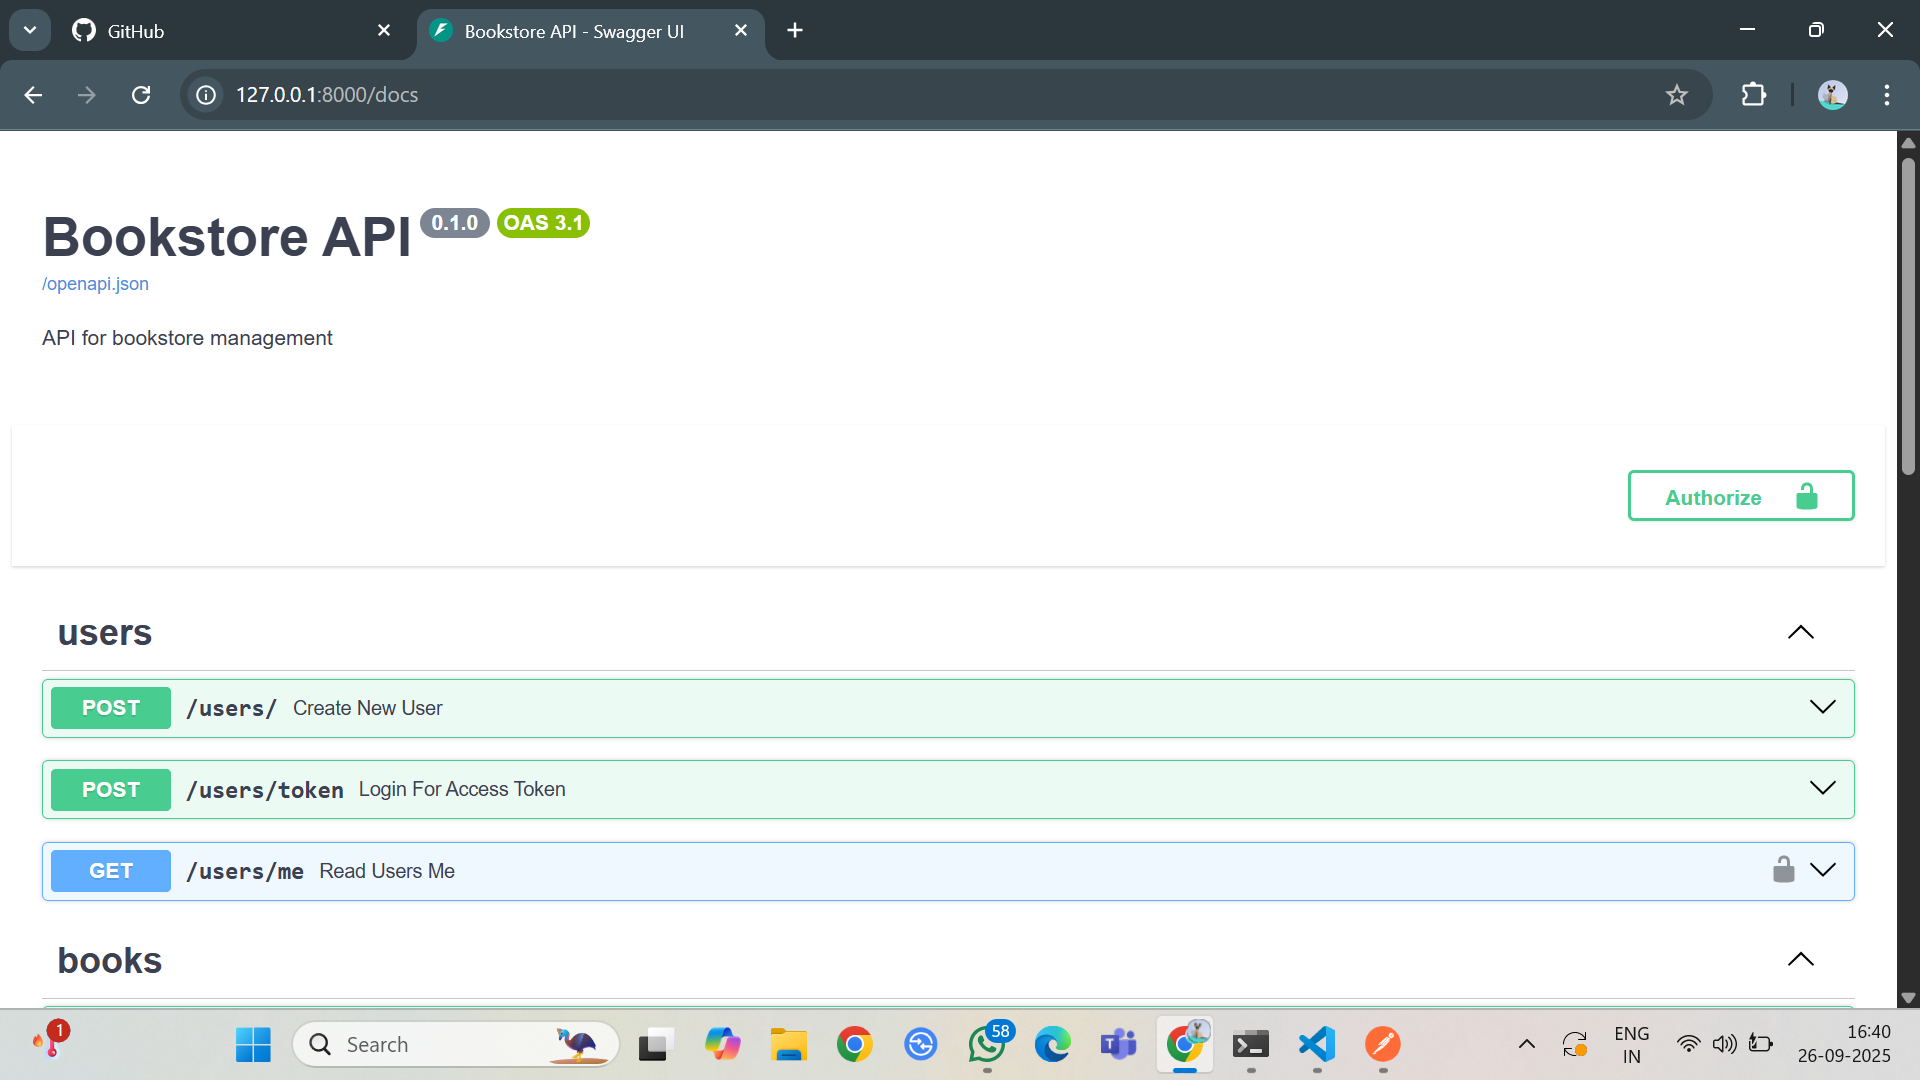 GitHub
Bookstore API - Swagger UI
127.0.0.1:8000/docs
Bookstore API 0.1.0 OAS 3.1
/openapi.json
API for bookstore management
Authorize
users
POST /users/ Create New User
POST /users/token Login For Access Token
GET /users/me Read Users Me
books
1
Search
58
ENG
IN
16:40
26-09-2025